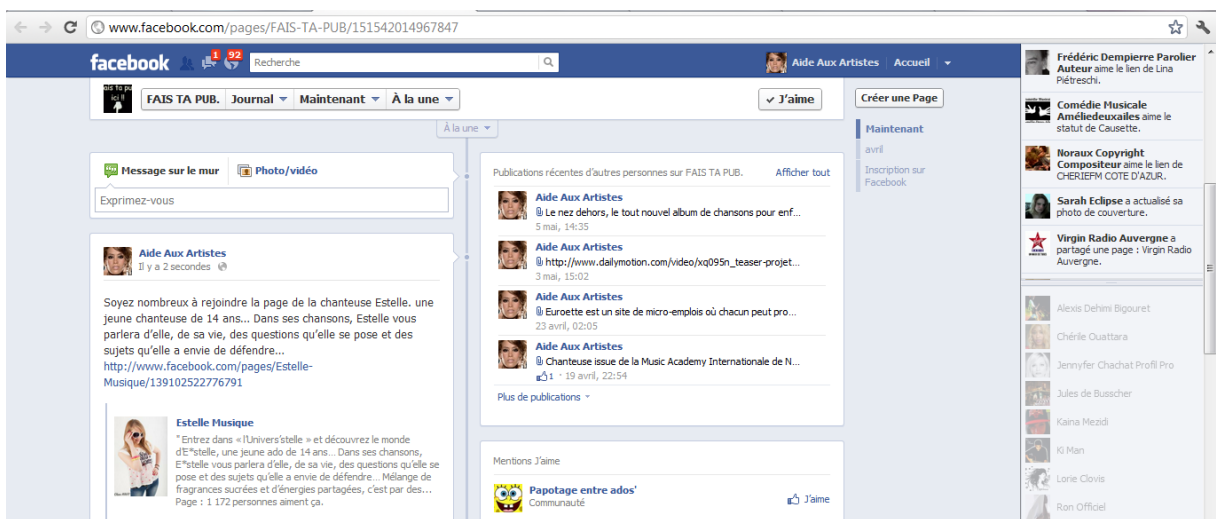 www.facebook.com/pages/FAIS-TA-PUB/151542014967847
facebook
1
92
Recherche
Aide Aux Artistes
Accueil
FAIS TA PUB.
Journal
Maintenant
À la une
J'aime
Créer une Page
À la une
Maintenant
avril
Inscription sur
Facebook
Message sur le mur
Photo/vidéo
Exprimez-vous
Aide Aux Artistes
Il y a 2 secondes
Soyez nombreux à rejoindre la page de la chanteuse Estelle. une
jeune chanteuse de 14 ans... Dans ses chansons, Estelle vous
parlera d'elle, de sa vie, des questions qu'elle se pose et des
sujets qu'elle a envie de défendre...
http://www.facebook.com/pages/Estelle-
Musique/139102522776791
Estelle Musique
"Entrez dans «l'Univers'stelle » et découvrez le monde
d'E*stelle, une jeune ado de 14 ans... Dans ses chansons,
E*stelle vous parlera d'elle, de sa vie, des questions qu'elle se
pose et des sujets qu'elle a envie de défendre... Mélange de
fragrances sucrées et d'énergies partagées, c'est par des...
Page : 1 172 personnes aiment ça.
Publications récentes d'autres personnes sur FAIS TA PUB.
Afficher tout
Aide Aux Artistes
Le nez dehors, le tout nouvel album de chansons pour enf...
5 mai, 14:35
Aide Aux Artistes
http://www.dailymotion.com/video/xq095n_teaser-projet...
3 mai, 15:02
Aide Aux Artistes
Euroette est un site de micro-emplois où chacun peut pro...
23 avril, 02:05
Aide Aux Artistes
Chanteuse issue de la Music Academy Internationale de N...
1 · 19 avril, 22:54
Plus de publications
Mentions J'aime
Papotage entre ados'
Communauté
J'aime
Frédéric Dempierre Parolier
Auteur aime le lien de Lina
Piétreschi.
Comédie Musicale
Améliedeuxailes aime le
statut de Causette.
Noraux Copyright
Compositeur aime le lien de
CHERIEFM COTE D'AZUR.
Sarah Eclipse a actualisé sa
photo de couverture.
Virgin Radio Auvergne a
partagé une page : Virgin Radio
Auvergne.
Alexis Dehimi Bigouret
Chérile Ouattara
Jennyfer Chachat Profil Pro
Jules de Busscher
Kaina Mezidi
Ki Man
Lorie Clovis
Ron Officiel